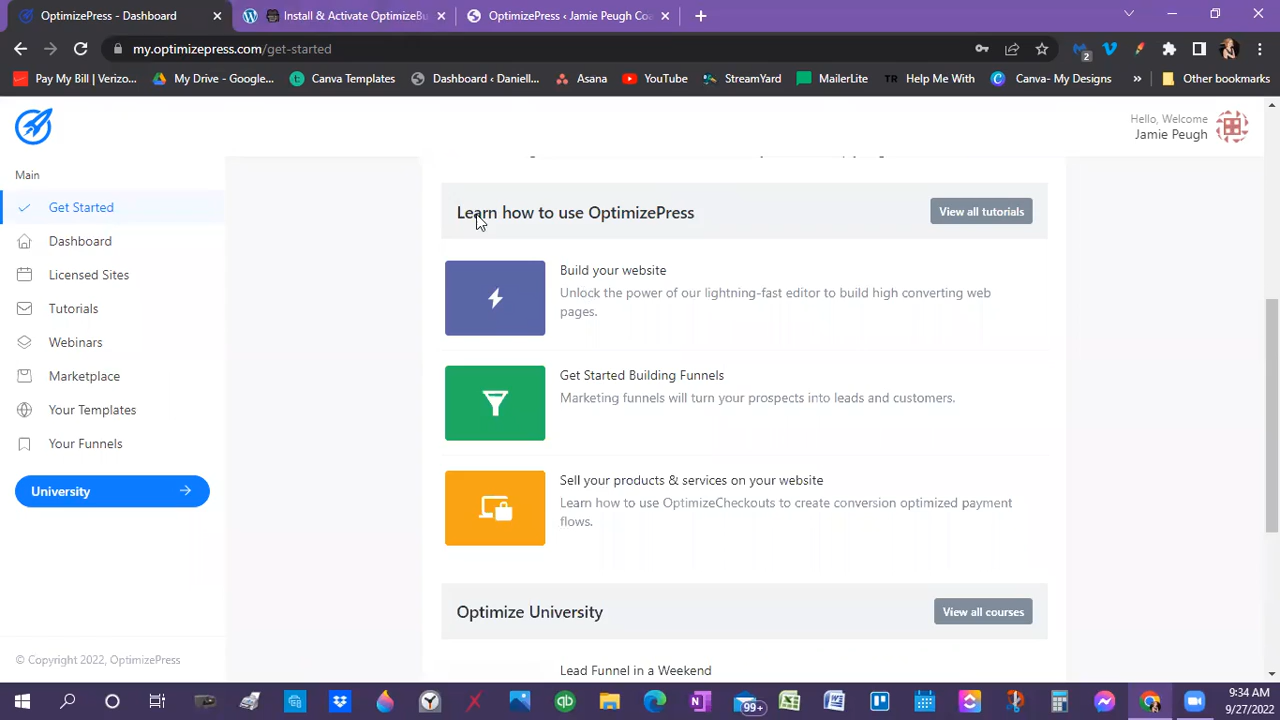 OptimizePress - Dashboard
Install & Activate OptimizeBu
OptimizePress ‹ Jamie Peugh Coa
my.optimizepress.com/get-started
2
Pay My Bill | Verizo...
My Drive - Google...
Canva Templates
Dashboard ‹ Daniell...
Asana
YouTube
StreamYard
MailerLite
TR
Help Me With
Canva- My Designs
»
Other bookmarks
Hello, Welcome
Jamie Peugh
Main
Get Started
Dashboard
Licensed Sites
Tutorials
Webinars
Marketplace
Your Templates
Your Funnels
University
© Copyright 2022, OptimizePress
Learn how to use OptimizePress
View all tutorials
Build your website
Unlock the power of our lightning-fast editor to build high converting web
pages.
Get Started Building Funnels
Marketing funnels will turn your prospects into leads and customers.
Sell your products & services on your website
Learn how to use OptimizeCheckouts to create conversion optimized payment
flows.
Optimize University
View all courses
Lead Funnel in a Weekend
99+
9:34 AM
9/27/2022